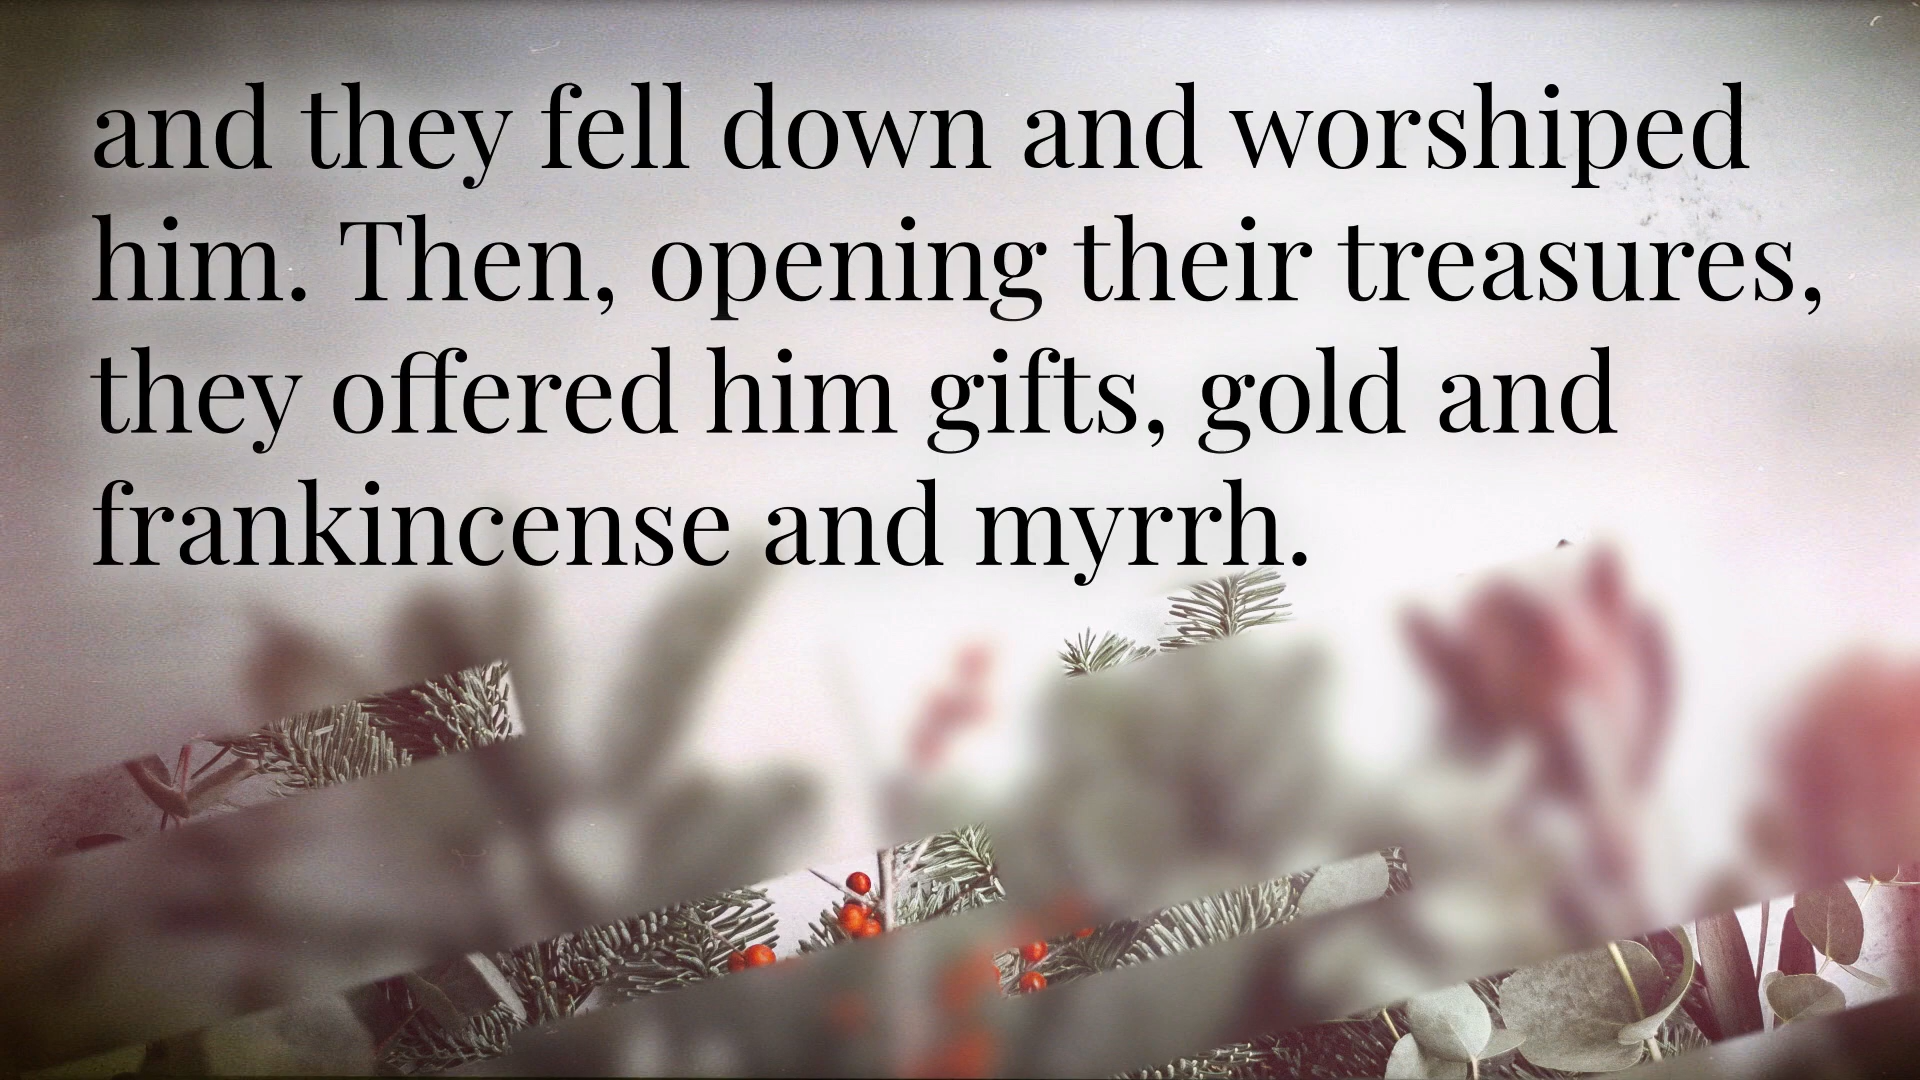 and they fell down and worshiped
him. Then, opening their treasures,
they offered him gifts, gold and
frankincense and myrrh.